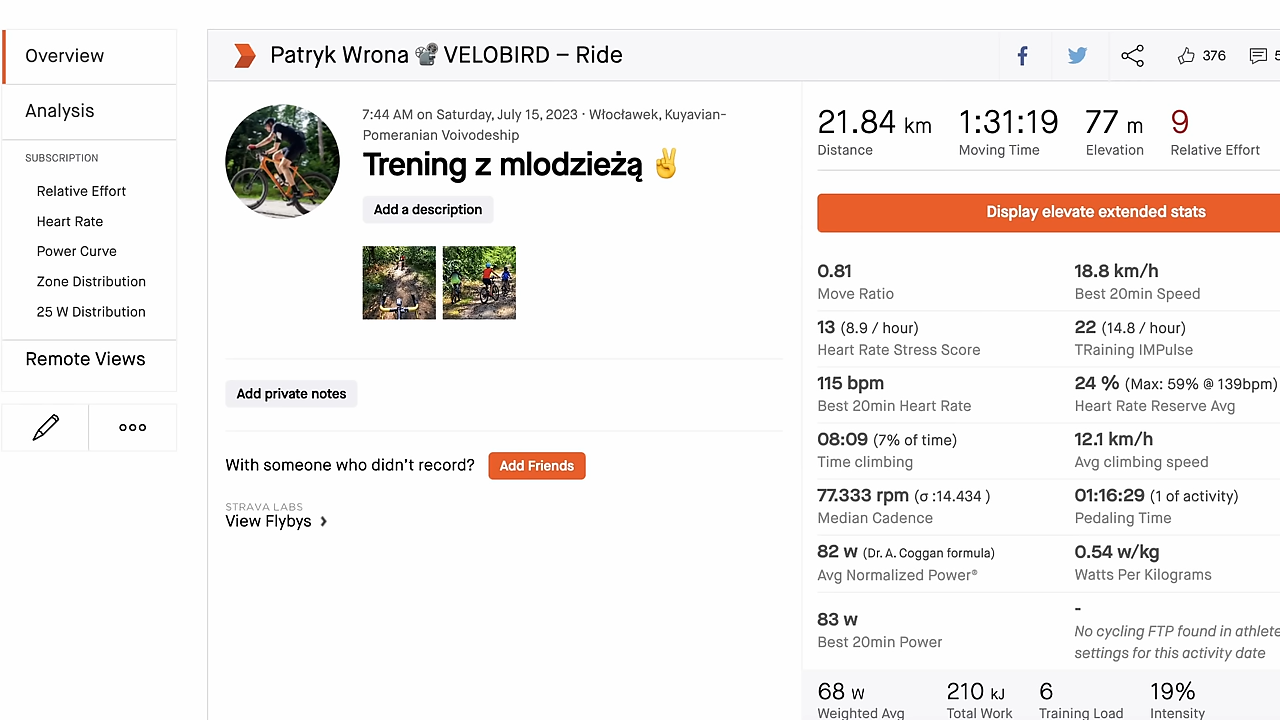 Overview
Analysis
SUBSCRIPTION
Relative Effort
Heart Rate
Power Curve
Zone Distribution
25 W Distribution
Remote Views
Patryk Wrona 📽 VELOBIRD – Ride
376
5
7:44 AM on Saturday, July 15, 2023 · Włocławek, Kuyavian-
Pomeranian Voivodeship
Trening z mlodzieżą ✌️
Add a description
Add private notes
With someone who didn't record? Add Friends
STRAVA LABS
View Flybys
21.84 km 1:31:19 77 m 9
Distance Moving Time Elevation Relative Effort
Display elevate extended stats
0.81 18.8 km/h
Move Ratio Best 20min Speed
13 (8.9 / hour) 22 (14.8 / hour)
Heart Rate Stress Score TRaining IMPulse
115 bpm 24 % (Max: 59% @ 139bpm)
Best 20min Heart Rate Heart Rate Reserve Avg
08:09 (7% of time) 12.1 km/h
Time climbing Avg climbing speed
77.333 rpm (σ :14.434 ) 01:16:29 (1 of activity)
Median Cadence Pedaling Time
82 w (Dr. A. Coggan formula) 0.54 w/kg
Avg Normalized Power® Watts Per Kilograms
83 w -
Best 20min Power No cycling FTP found in athlete
settings for this activity date
68 W 210 kJ 6 19%
Weighted Avg Total Work Training Load Intensity